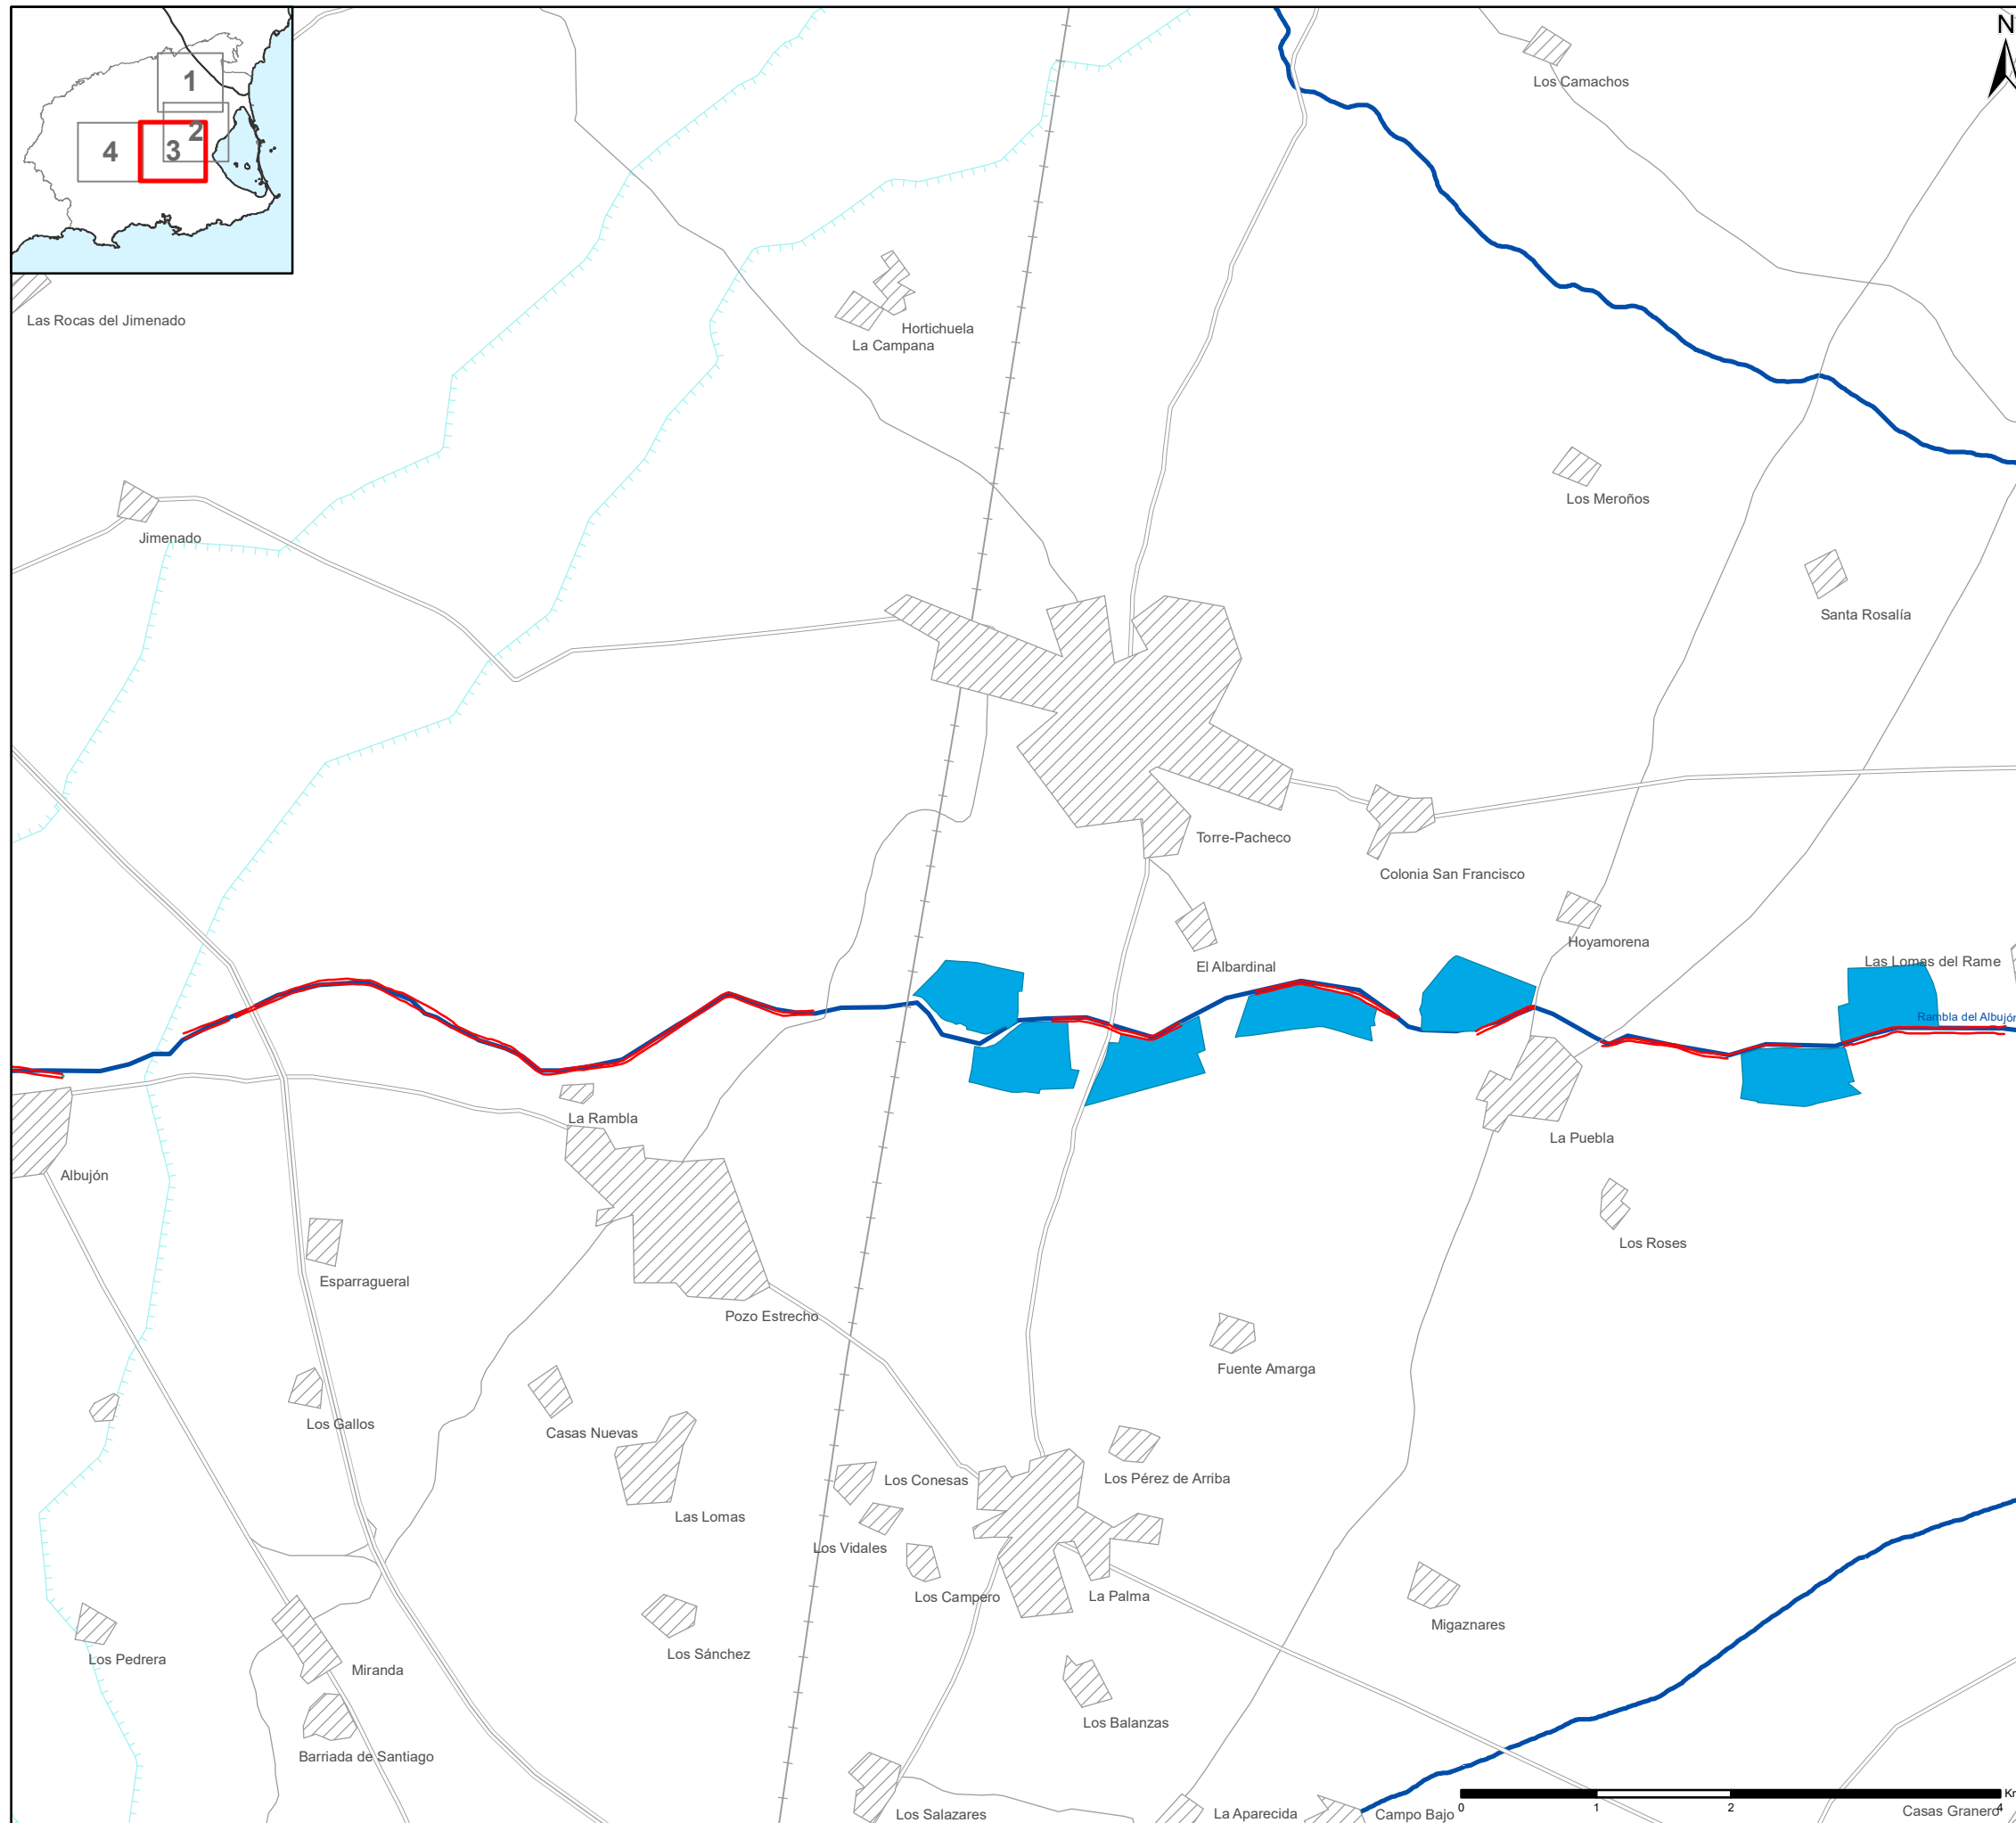 N
1
2
3
4
Los Camachos
Las Rocas del Jimenado
Hortichuela
La Campana
Los Meroños
Jimenado
Santa Rosalía
Torre-Pacheco
Colonia San Francisco
Hoyamorena
El Albardinal
Las Lomas del Rame
Rambla del Albujón
La Rambla
La Puebla
Albujón
Los Roses
Esparragueral
Pozo Estrecho
Fuente Amarga
Los Gallos
Casas Nuevas
Los Conesas
Los Pérez de Arriba
Las Lomas
Los Vidales
Los Campero
La Palma
Migaznares
Los Sánchez
Los Pedrera
Miranda
Los Balanzas
Barriada de Santiago
Los Salazares
La Aparecida
Campo Bajo
Casas Granero
0 1 2 4